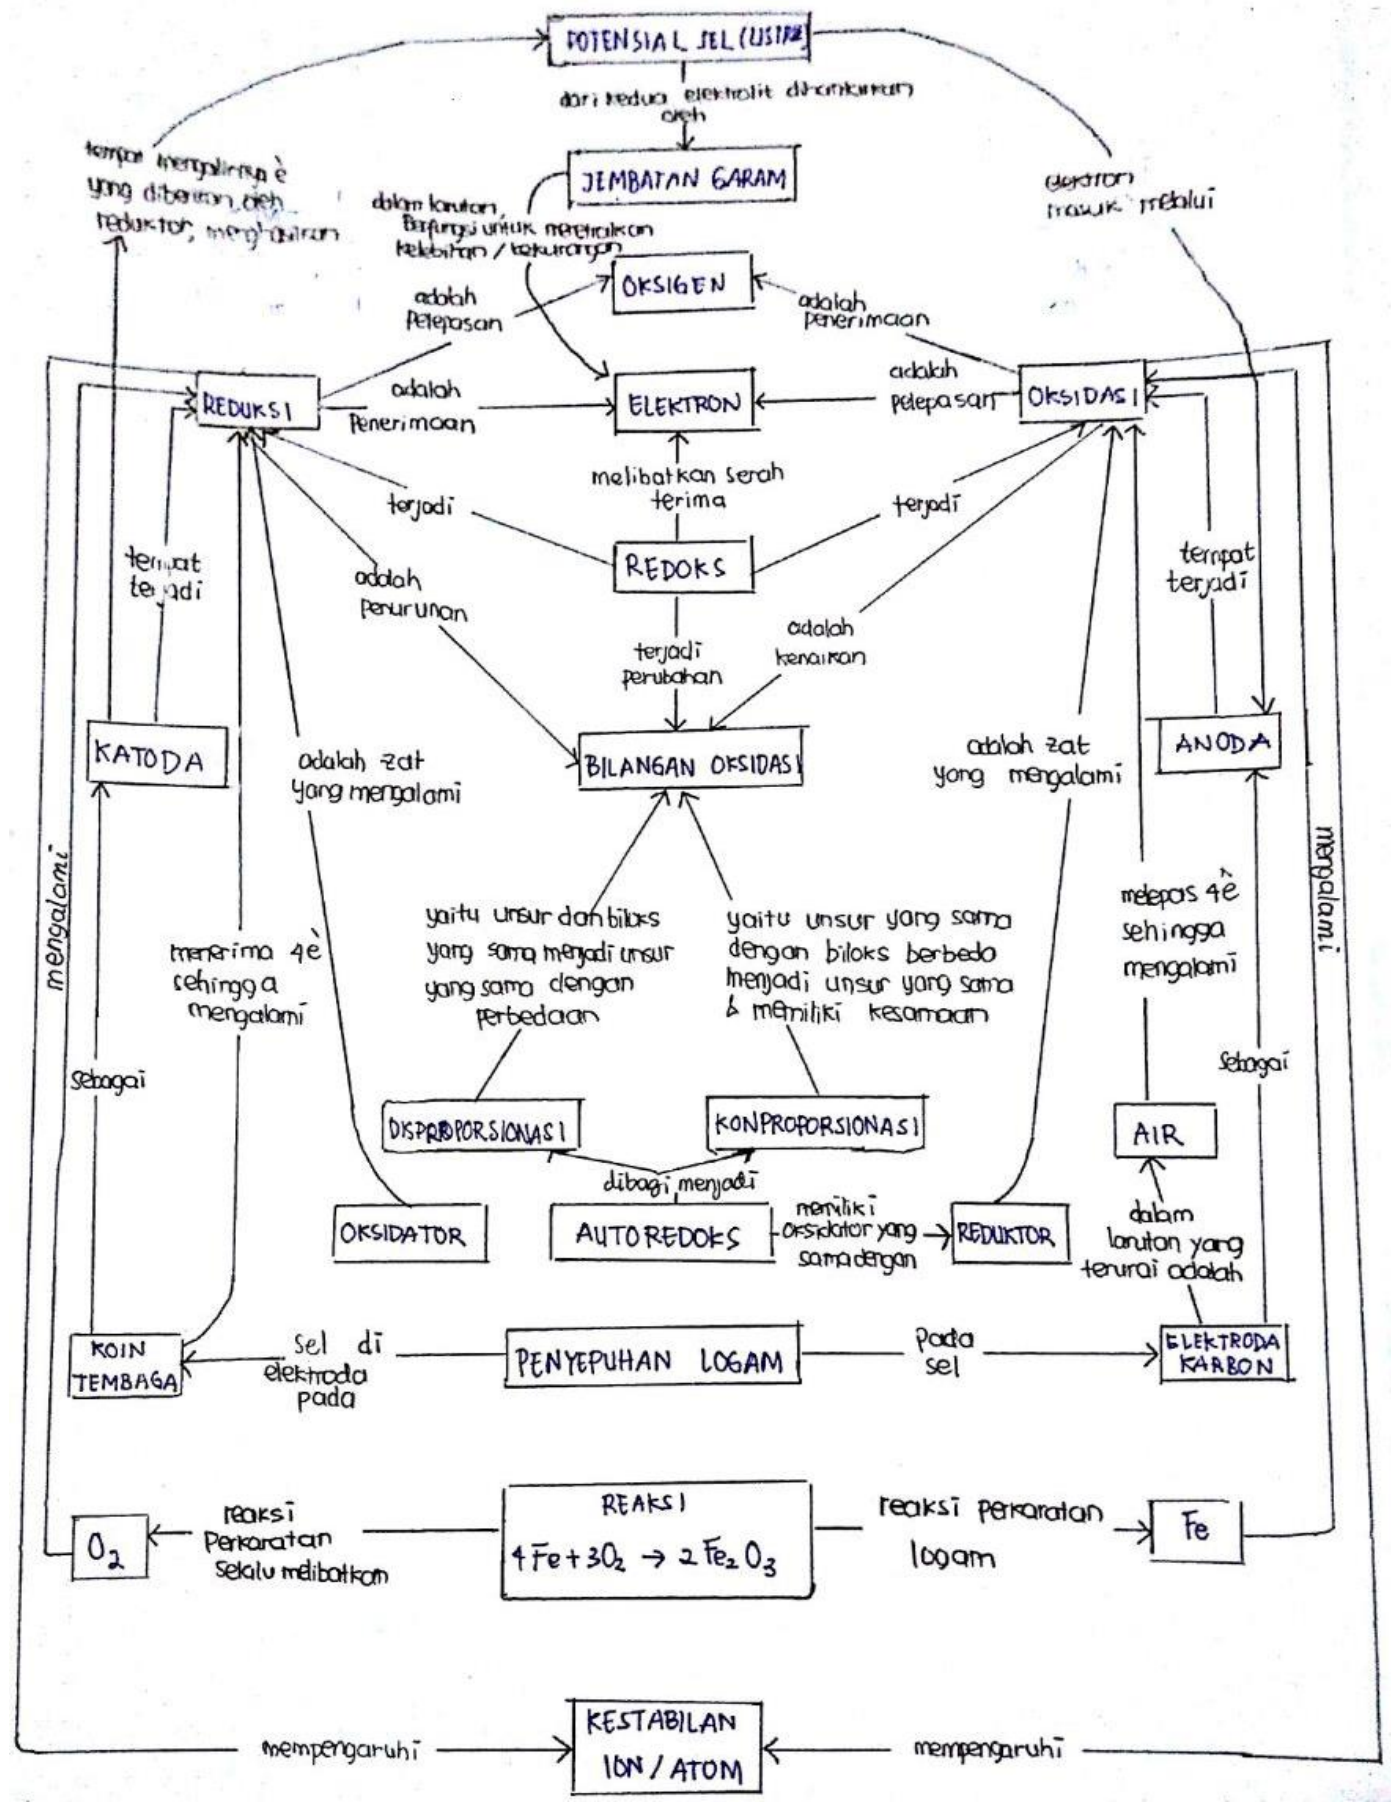 POTENSIAL SEL (LISTRIK)
dari kedua elektrolit dihantarkan
oleh
tempat mengalirnya è
yang diberikan oleh
reduktor, menghasilkan
JEMBATAN GARAM
elektron
masuk melalui
dalam larutan,
Berfungsi untuk menetralkan
kelebihan / kekurangan
OKSIGEN
adalah
Pelepasan
adalah
penerimaan
REDUKSI
adalah
Penerimaan
ELEKTRON
adalah
pelepasan
OKSIDASI
melibatkan serah
terima
terjadi
terjadi
REDOKS
tempat
terjadi
tempat
terjadi
adalah
penurunan
terjadi
perubahan
adalah
kenaikan
KATODA
BILANGAN OKSIDASI
ANODA
adalah zat
yang mengalami
adalah zat
yang mengalami
mengalami
mengalami
menerima 4è
sehingga
mengalami
yaitu unsur dan biloks
yang sama menjadi unsur
yang sama dengan
perbedaan
yaitu unsur yang sama
dengan biloks berbeda
menjadi unsur yang sama
& memiliki kesamaan
melepas 4è
sehingga
mengalami
sebagai
sebagai
DISPROPORSIONASI
KONPROPORSIONASI
AIR
dibagi menjadi
OKSIDATOR
AUTOREDOKS
memiliki
oksidator yang
sama dengan
REDUKTOR
dalam
larutan yang
terurai adalah
KOIN
TEMBAGA
sel di
elektroda
pada
PENYEPUHAN LOGAM
pada
sel
ELEKTRODA
KARBON
O₂
reaksi
Perkaratan
selalu melibatkan
REAKSI
4Fe + 3O₂ → 2 Fe₂O₃
reaksi perkaratan
logam
Fe
mempengaruhi
KESTABILAN
ION / ATOM
mempengaruhi